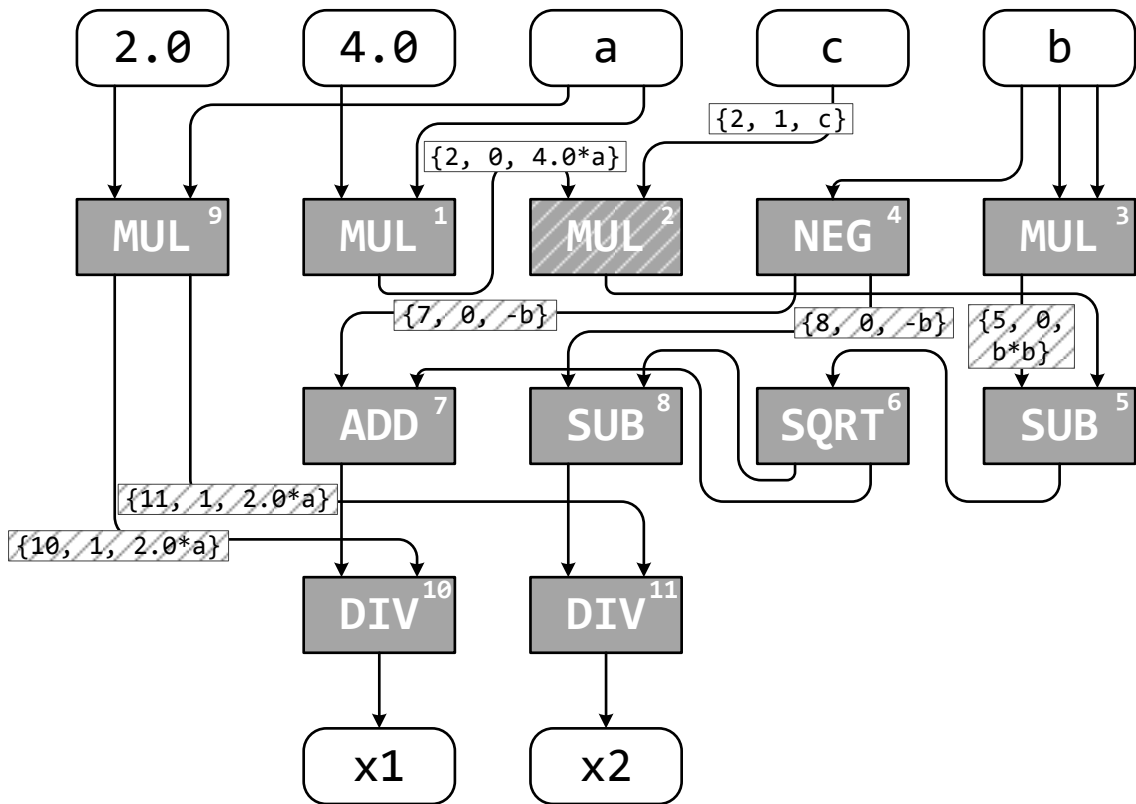 2.0
4.0
a
c
b
{2, 1, c}
{2, 0, 4.0*a}
MUL 9
MUL 1
MUL 2
NEG 4
MUL 3
{7, 0, -b}
{8, 0, -b}
{5, 0,
b*b}
ADD 7
SUB 8
SQRT 6
SUB 5
{11, 1, 2.0*a}
{10, 1, 2.0*a}
DIV 10
DIV 11
x1
x2